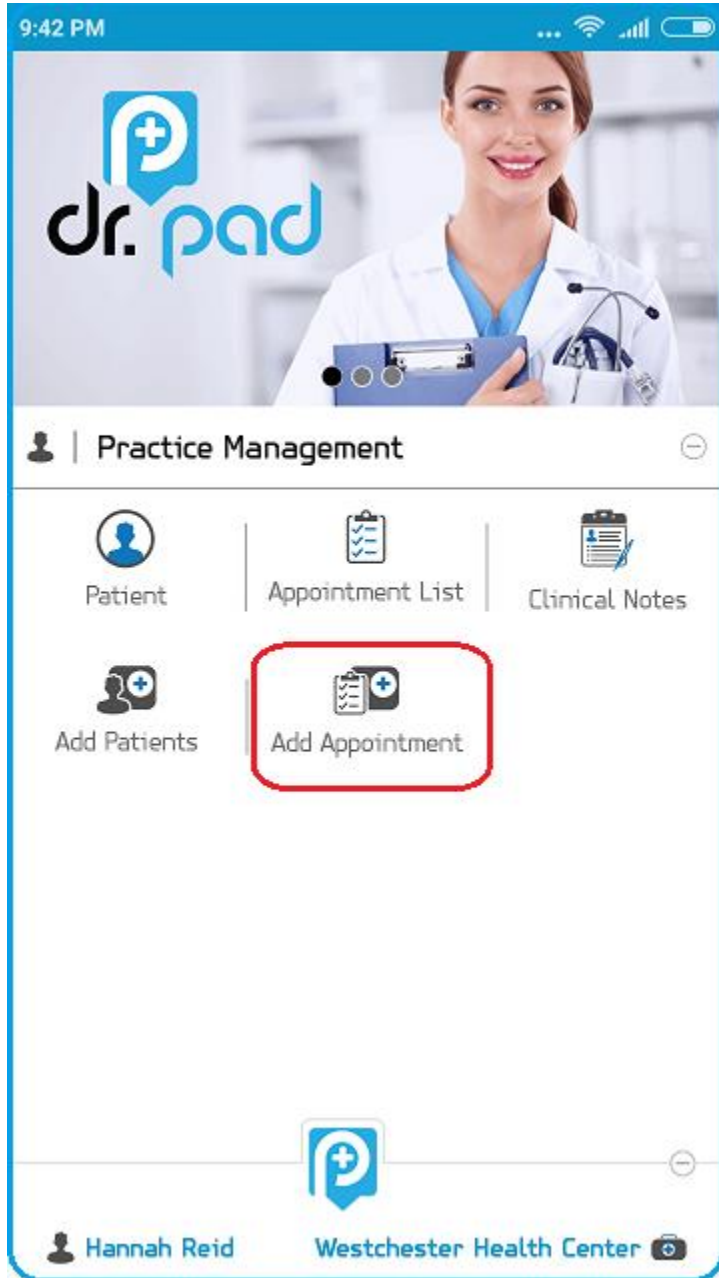 9:42 PM
dr. pad
Practice Management
Patient
Appointment List
Clinical Notes
Add Patients
Add Appointment
Hannah Reid
Westchester Health Center